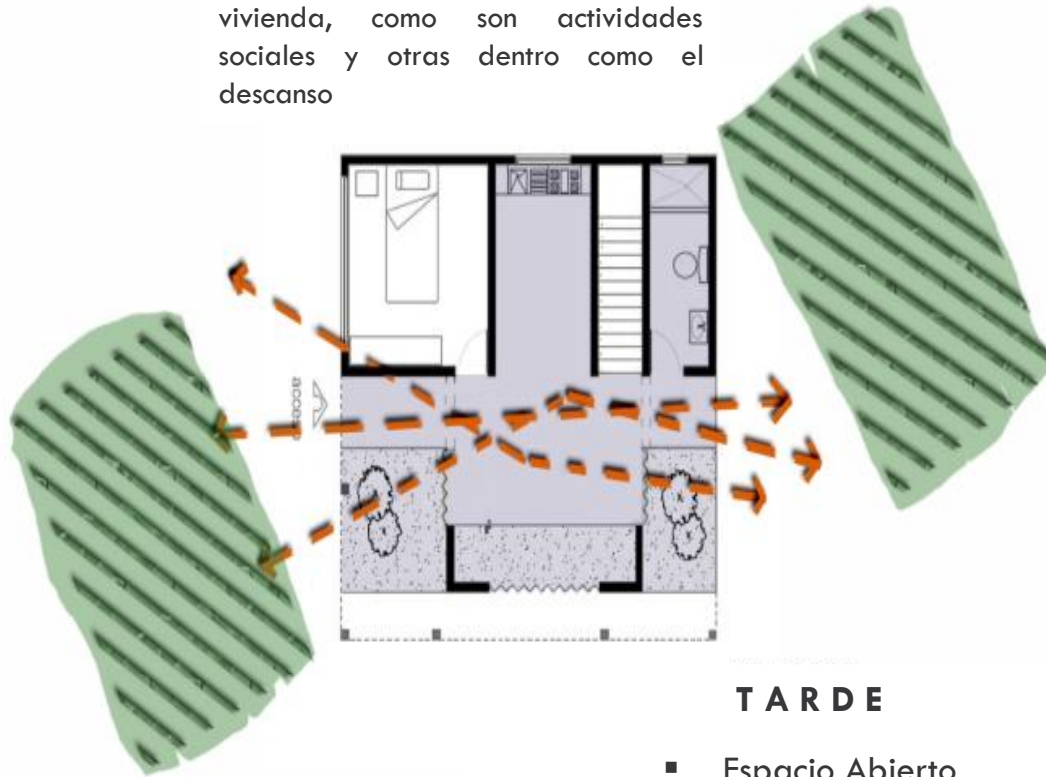 vivienda, como son actividades
sociales y otras dentro como el
descanso
acceso
TARDE
▪ Espacio Abierto